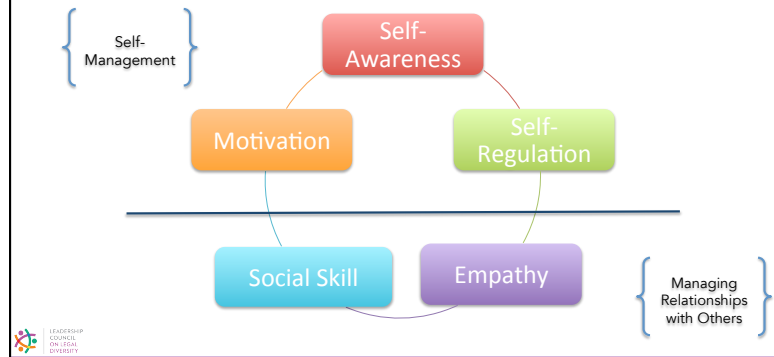 Self-
Management
Self-
Awareness
Motivation
Self-
Regulation
Social Skill
Empathy
Managing
Relationships
with Others
LEADERSHIP
COUNCIL
ON LEGAL
DIVERSITY